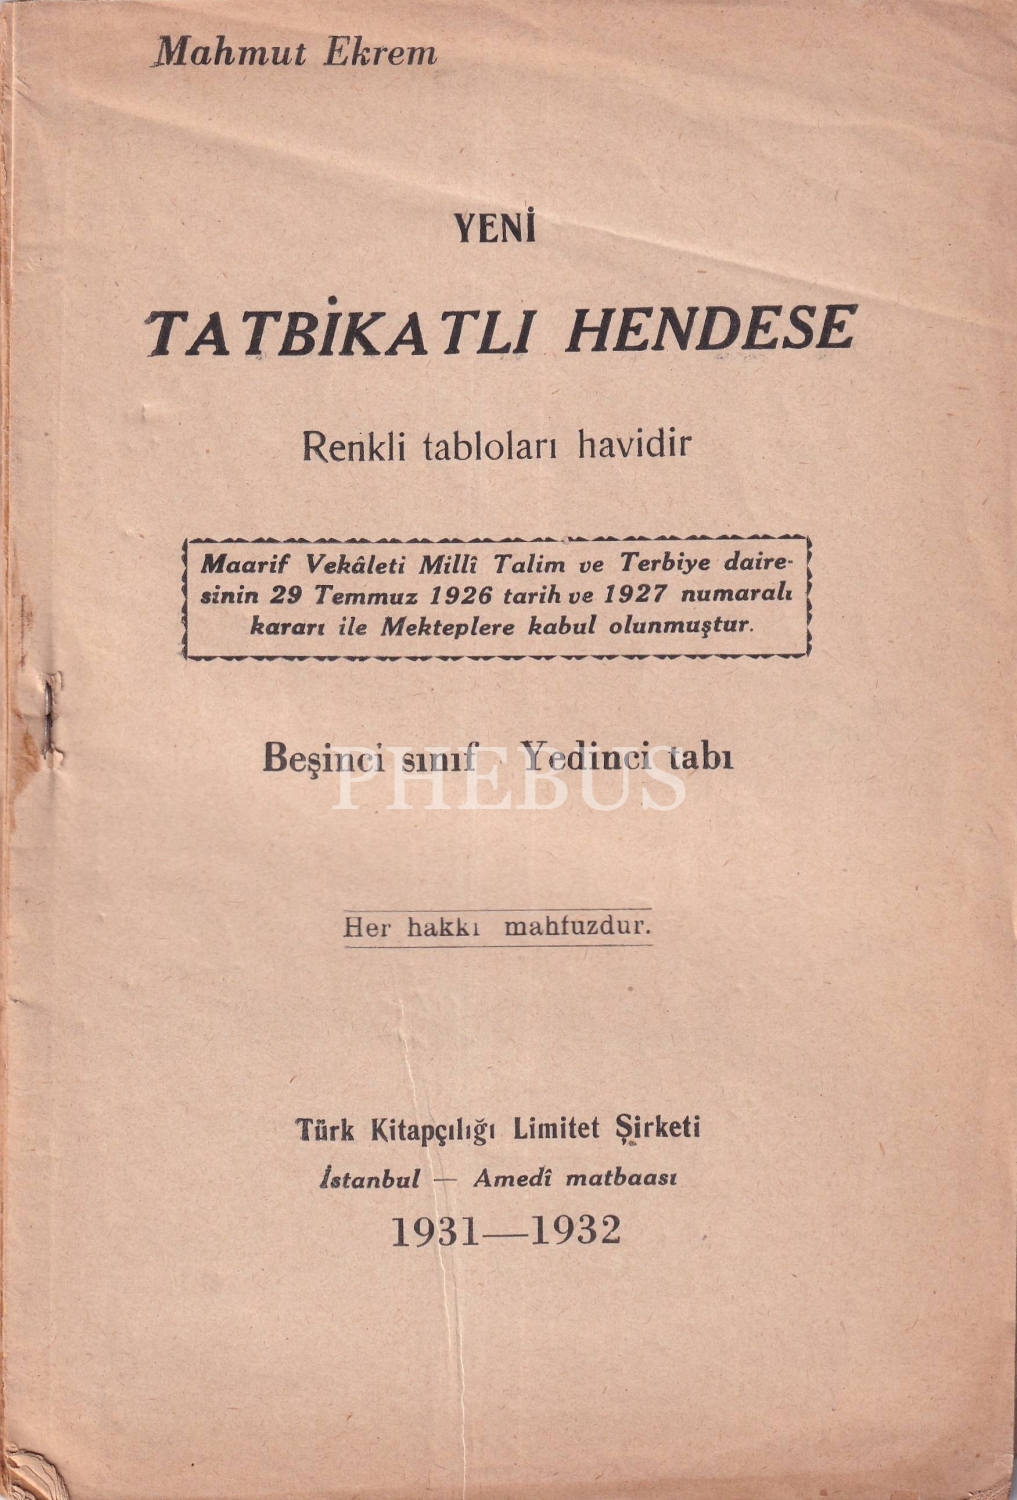 Mahmut Ekrem
YENİ
TATBİKATLI HENDESE
Renkli tabloları havidir
Maarif Vekâleti Millî Talim ve Terbiye daire-
sinin 29 Temmuz 1926 tarih ve 1927 numaralı
kararı ile Mekteplere kabul olunmuştur.
Beşinci sınıf - Yedinci tabı
PHEBUS
Her hakkı mahfuzdur.
Türk Kitapçılığı Limitet Şirketi
İstanbul — Amedî matbaası
1931—1932